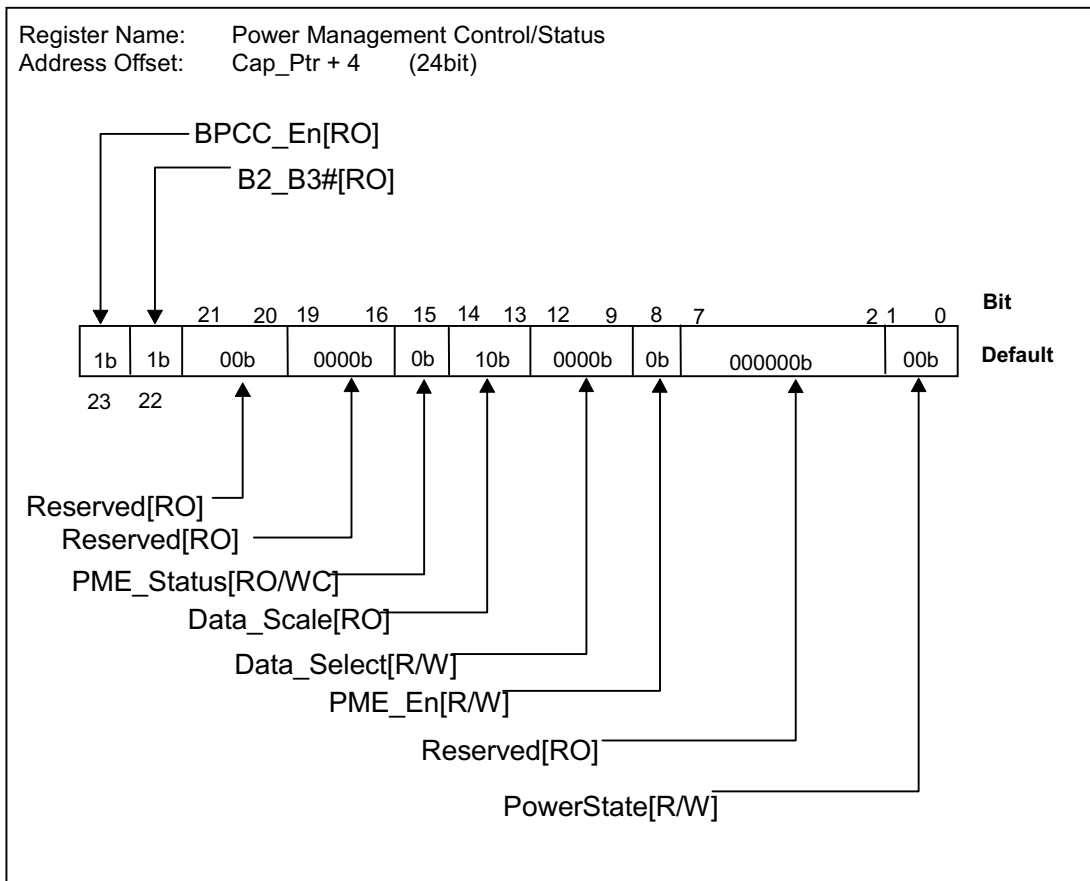 Register Name: Power Management Control/Status
Address Offset: Cap_Ptr + 4 (24bit)
BPCC_En[RO]
B2_B3#[RO]
21 20 19 16 15 14 13 12 9 8 7 2 1 0 Bit
1b 1b 00b 0000b 0b 10b 0000b 0b 000000b 00b Default
23 22
Reserved[RO]
Reserved[RO]
PME_Status[RO/WC]
Data_Scale[RO]
Data_Select[R/W]
PME_En[R/W]
Reserved[RO]
PowerState[R/W]